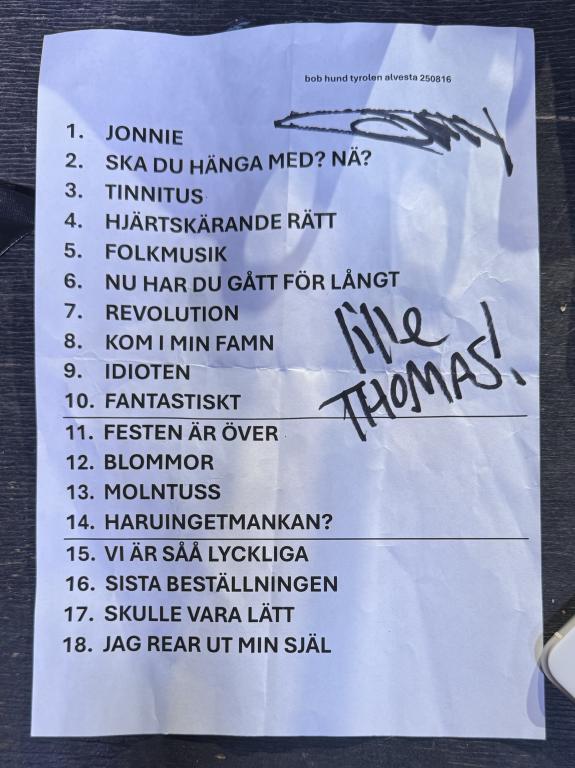 bob hund tyrolen alvesta 250816
1. JONNIE
2. SKA DU HÄNGA MED? NÄ?
3. TINNITUS
4. HJÄRTSKÄRANDE RÄTT
5. FOLKMUSIK
6. NU HAR DU GÅTT FÖR LÅNGT
7. REVOLUTION
8. KOM I MIN FAMN
9. IDIOTEN
10. FANTASTISKT
lille
THOMAS!
11. FESTEN ÄR ÖVER
12. BLOMMOR
13. MOLNTUSS
14. HARUINGETMANKAN?
15. VI ÄR SÅÅ LYCKLIGA
16. SISTA BESTÄLLNINGEN
17. SKULLE VARA LÄTT
18. JAG REAR UT MIN SJÄL